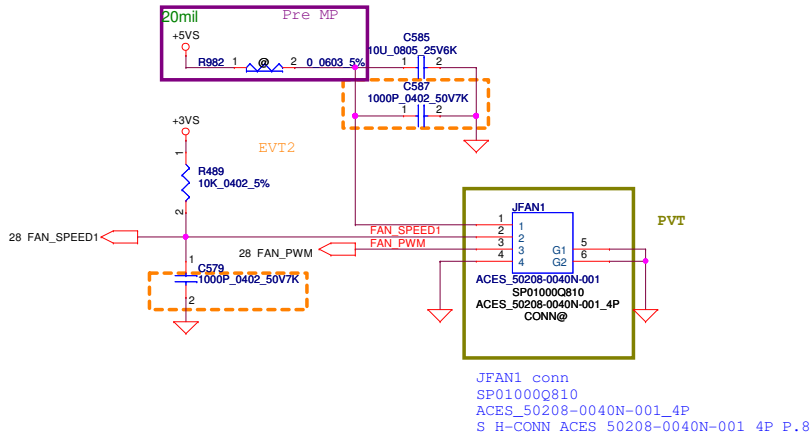 20mil
Pre MP
+5VS
R982 1 @ 2 0_0603_5%
C585
10U_0805_25V6K
1 2
C587
1000P_0402_50V7K
1 2
+3VS
EVT2
1
R489
10K_0402_5%
2
28 FAN_SPEED1
FAN_SPEED1
28 FAN_PWM
FAN_PWM
1
C579
1000P_0402_50V7K
2
PVT
JFAN1
1 1
2 2
3 3 G1 5
4 4 G2 6
ACES_50208-0040N-001
SP01000Q810
ACES_50208-0040N-001_4P
CONN@
JFAN1 conn
SP01000Q810
ACES_50208-0040N-001_4P
S H-CONN ACES 50208-0040N-001 4P P.8